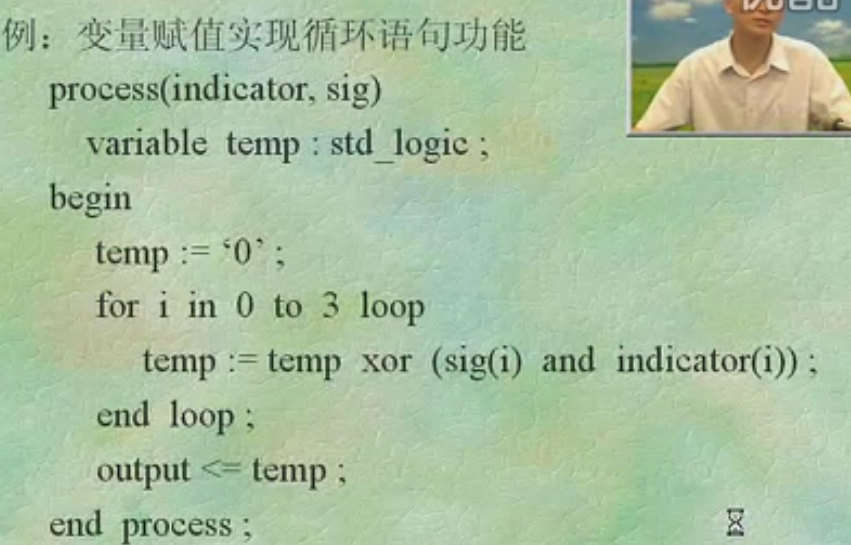 例：变量赋值实现循环语句功能
process(indicator, sig)
variable temp : std_logic ;
begin
temp := ‘0’ ;
for i in 0 to 3 loop
temp := temp xor (sig(i) and indicator(i)) ;
end loop ;
output <= temp ;
end process ;